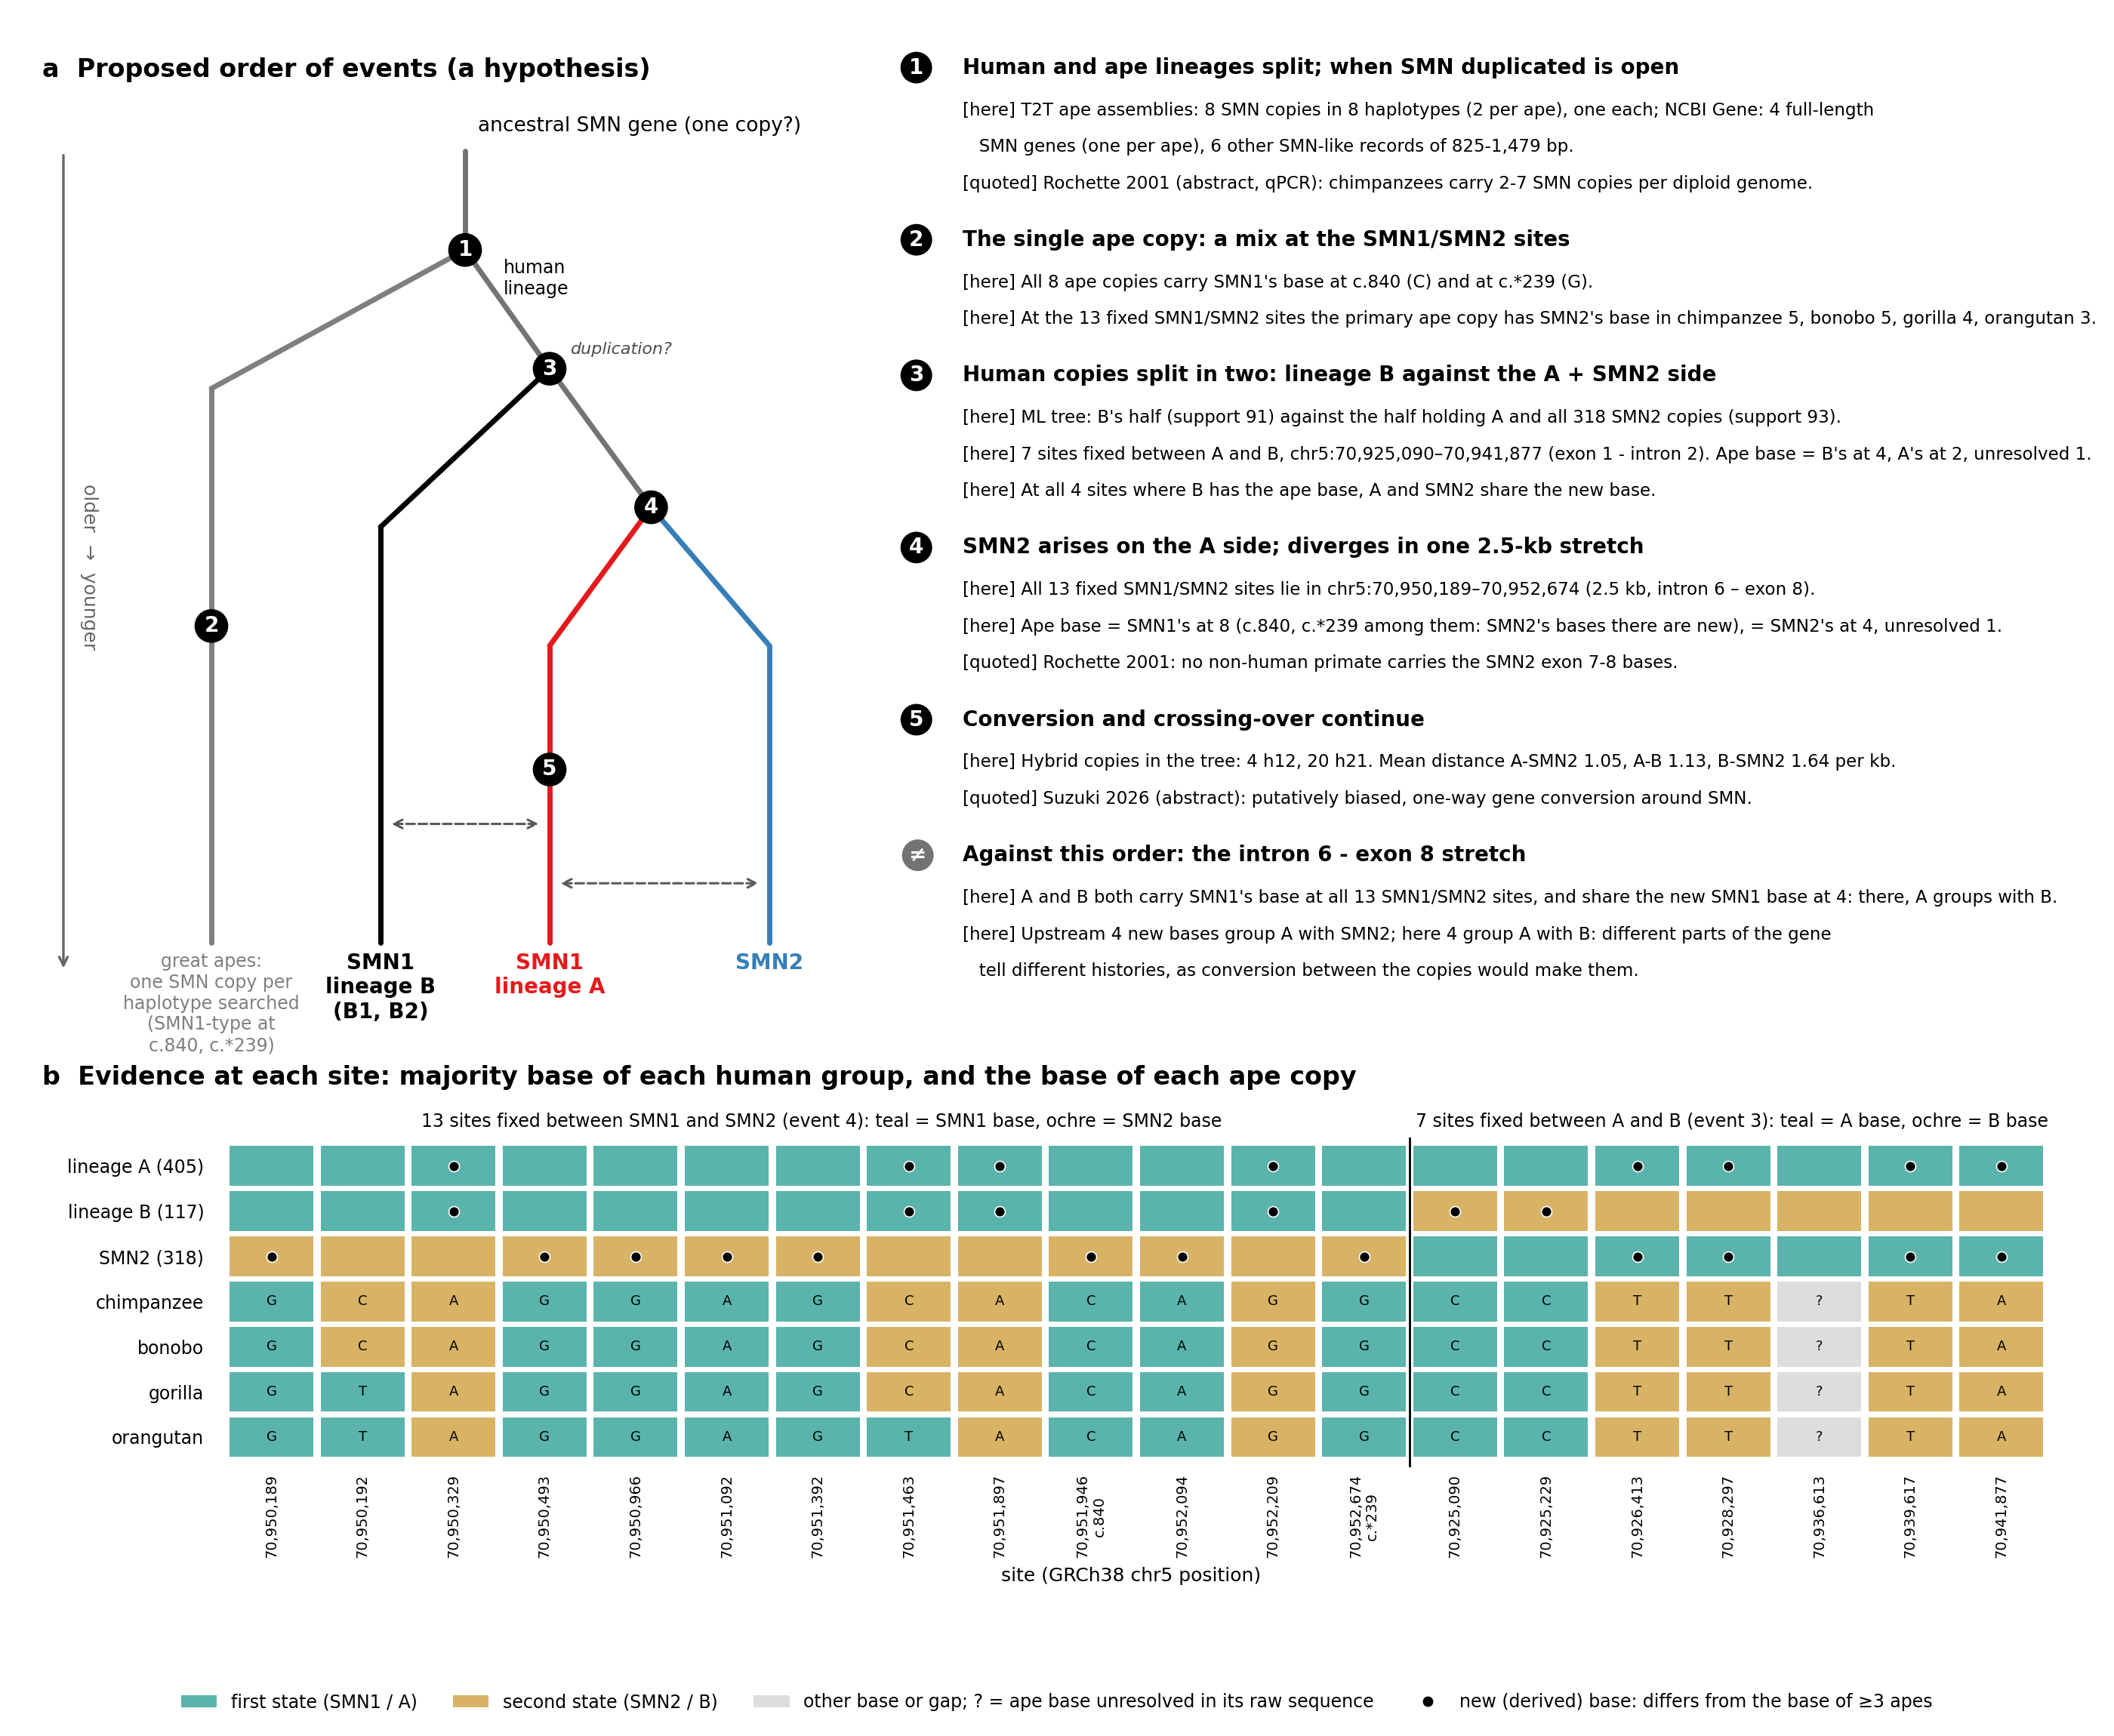 a Proposed order of events (a hypothesis)
ancestral SMN gene (one copy?)
1
human
lineage
duplication?
3
4
older → younger
2
5
great apes:
one SMN copy per
haplotype searched
(SMN1-type at
c.840, c.*239)
SMN1
lineage B
(B1, B2)
SMN1
lineage A
SMN2
1 Human and ape lineages split; when SMN duplicated is open
[here] T2T ape assemblies: 8 SMN copies in 8 haplotypes (2 per ape), one each; NCBI Gene: 4 full-length
SMN genes (one per ape), 6 other SMN-like records of 825-1,479 bp.
[quoted] Rochette 2001 (abstract, qPCR): chimpanzees carry 2-7 SMN copies per diploid genome.
2 The single ape copy: a mix at the SMN1/SMN2 sites
[here] All 8 ape copies carry SMN1's base at c.840 (C) and at c.*239 (G).
[here] At the 13 fixed SMN1/SMN2 sites the primary ape copy has SMN2's base in chimpanzee 5, bonobo 5, gorilla 4, orangutan 3.
3 Human copies split in two: lineage B against the A + SMN2 side
[here] ML tree: B's half (support 91) against the half holding A and all 318 SMN2 copies (support 93).
[here] 7 sites fixed between A and B, chr5:70,925,090–70,941,877 (exon 1 - intron 2). Ape base = B's at 4, A's at 2, unresolved 1.
[here] At all 4 sites where B has the ape base, A and SMN2 share the new base.
4 SMN2 arises on the A side; diverges in one 2.5-kb stretch
[here] All 13 fixed SMN1/SMN2 sites lie in chr5:70,950,189–70,952,674 (2.5 kb, intron 6 – exon 8).
[here] Ape base = SMN1's at 8 (c.840, c.*239 among them: SMN2's bases there are new), = SMN2's at 4, unresolved 1.
[quoted] Rochette 2001: no non-human primate carries the SMN2 exon 7-8 bases.
5 Conversion and crossing-over continue
[here] Hybrid copies in the tree: 4 h12, 20 h21. Mean distance A-SMN2 1.05, A-B 1.13, B-SMN2 1.64 per kb.
[quoted] Suzuki 2026 (abstract): putatively biased, one-way gene conversion around SMN.
≠ Against this order: the intron 6 - exon 8 stretch
[here] A and B both carry SMN1's base at all 13 SMN1/SMN2 sites, and share the new SMN1 base at 4: there, A groups with B.
[here] Upstream 4 new bases group A with SMN2; here 4 group A with B: different parts of the gene
tell different histories, as conversion between the copies would make them.
b Evidence at each site: majority base of each human group, and the base of each ape copy
13 sites fixed between SMN1 and SMN2 (event 4): teal = SMN1 base, ochre = SMN2 base
7 sites fixed between A and B (event 3): teal = A base, ochre = B base
lineage A (405)
lineage B (117)
SMN2 (318)
chimpanzee G C A G G A G C A C A G G C C T T ? T A
bonobo G C A G G A G C A C A G G C C T T ? T A
gorilla G T A G G A G C A C A G G C C T T ? T A
orangutan G T A G G A G T A C A G G C C T T ? T A
70,950,189
70,950,192
70,950,329
70,950,493
70,950,966
70,951,092
70,951,392
70,951,463
70,951,897
70,951,946
c.840
70,952,094
70,952,209
70,952,674
c.*239
70,925,090
70,925,229
70,926,413
70,928,297
70,936,613
70,939,617
70,941,877
site (GRCh38 chr5 position)
first state (SMN1 / A)
second state (SMN2 / B)
other base or gap; ? = ape base unresolved in its raw sequence
new (derived) base: differs from the base of ≥3 apes